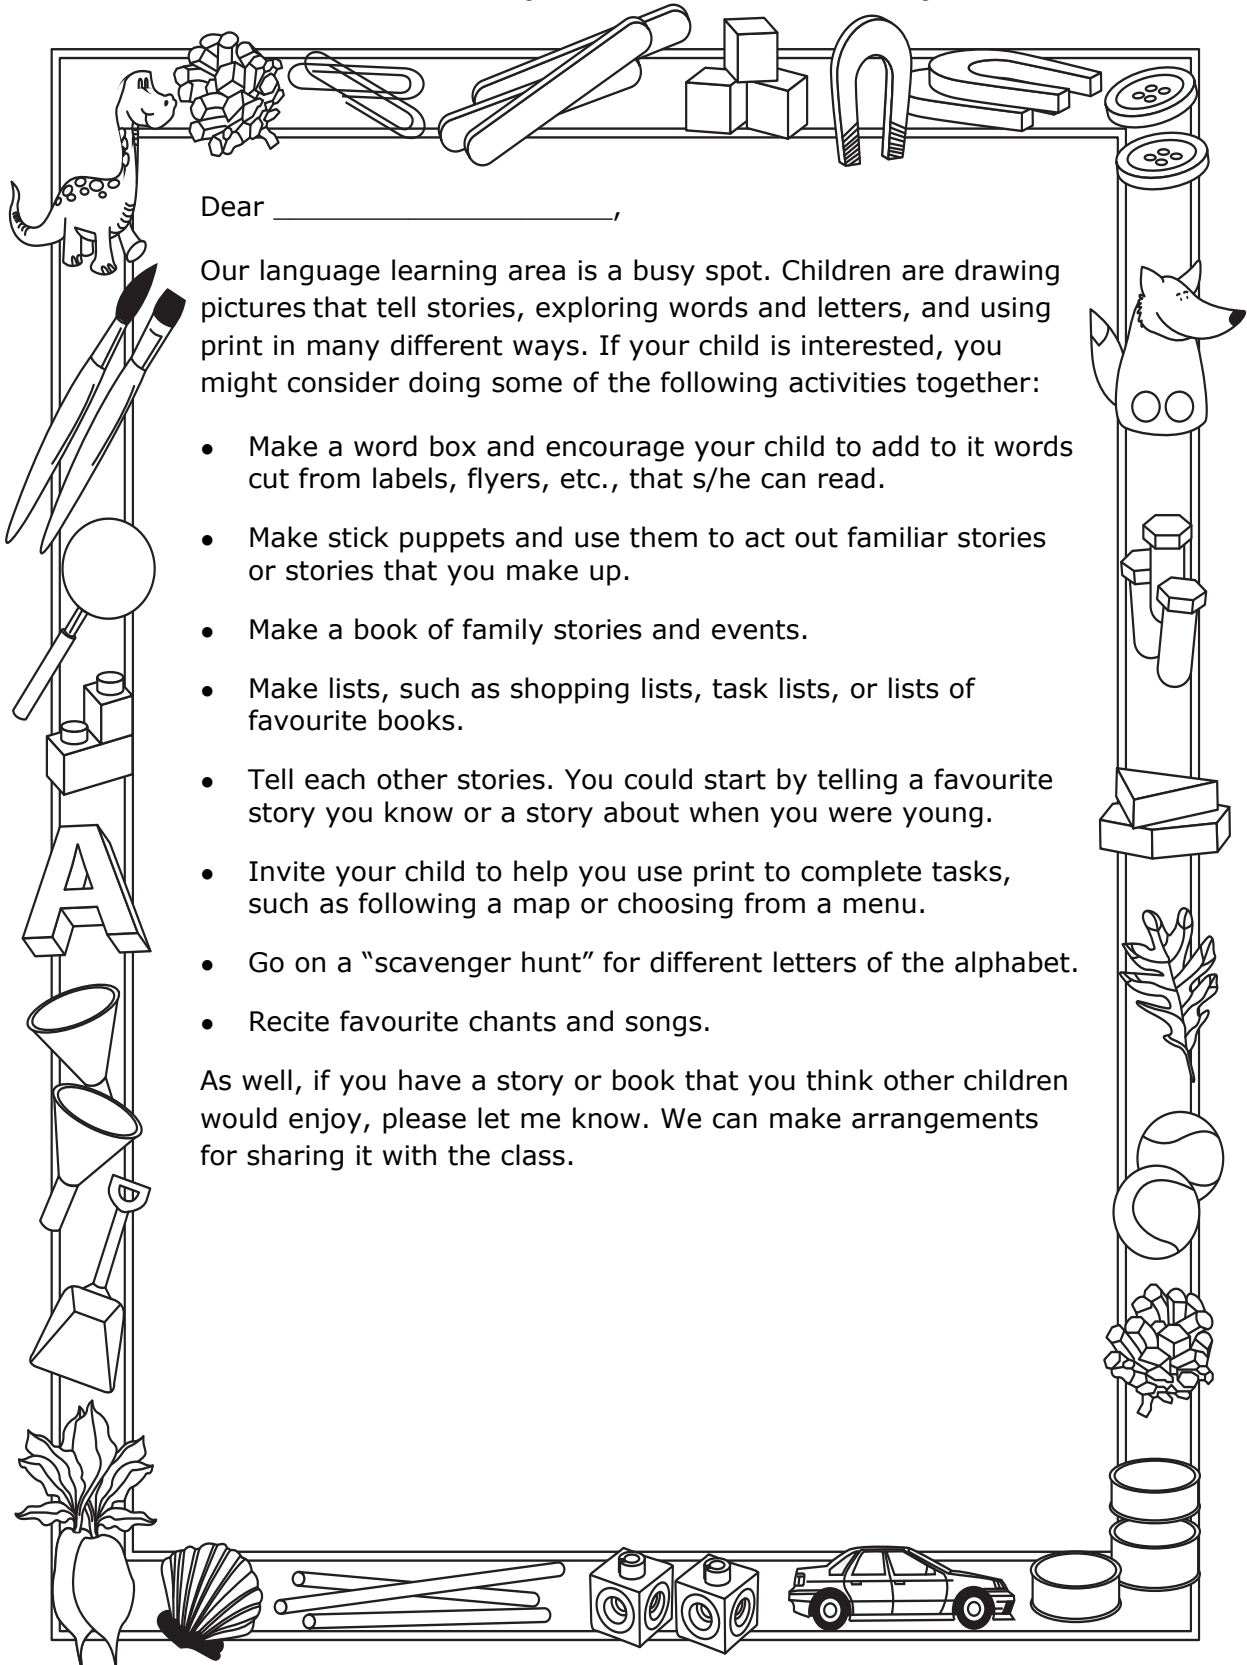 Dear ______________________,
Our language learning area is a busy spot. Children are drawing
pictures that tell stories, exploring words and letters, and using
print in many different ways. If your child is interested, you
might consider doing some of the following activities together:
• Make a word box and encourage your child to add to it words
cut from labels, flyers, etc., that s/he can read.
• Make stick puppets and use them to act out familiar stories
or stories that you make up.
• Make a book of family stories and events.
• Make lists, such as shopping lists, task lists, or lists of
favourite books.
• Tell each other stories. You could start by telling a favourite
story you know or a story about when you were young.
• Invite your child to help you use print to complete tasks,
such as following a map or choosing from a menu.
• Go on a “scavenger hunt” for different letters of the alphabet.
• Recite favourite chants and songs.
As well, if you have a story or book that you think other children
would enjoy, please let me know. We can make arrangements
for sharing it with the class.
A